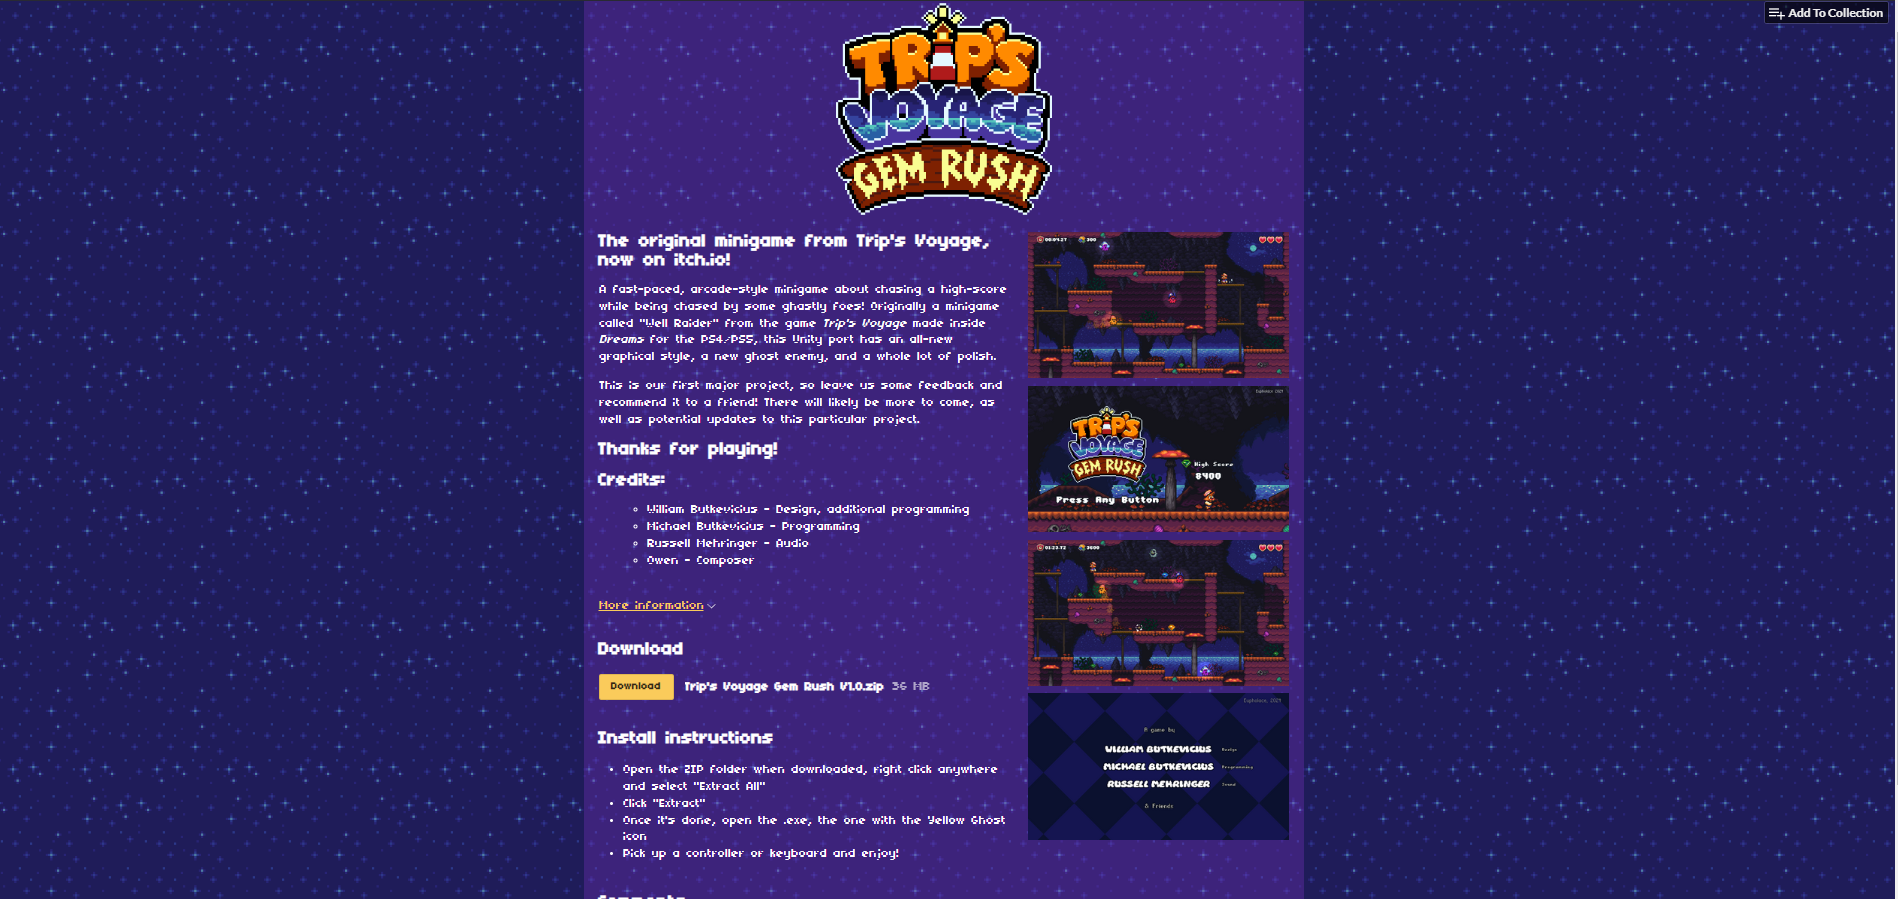 Add To Collection
TRIP'S
VOYAGE
GEM RUSH
The original minigame from Trip's Voyage,
now on itch.io!
A fast-paced, arcade-style minigame about chasing a high-score
while being chased by some ghastly foes! Originally a minigame
called "Well Raider" from the game Trip's Voyage made inside
Dreams for the PS4/PS5, this Unity port has an all-new
graphical style, a new ghost enemy, and a whole lot of polish.
This is our first major project, so leave us some feedback and
recommend it to a friend! There will likely be more to come, as
well as potential updates to this particular project.
Thanks for playing!
Credits:
William Butkevicius - Design, additional programming
Michael Butkevicius - Programming
Russell Mehringer - Audio
Owen - Composer
More information
Download
Download Trip's Voyage Gem Rush V1.0.zip 36 MB
Install instructions
Open the ZIP folder when downloaded, right click anywhere
and select "Extract All"
Click "Extract"
Once it's done, open the .exe, the one with the Yellow Ghost
icon
Pick up a controller or keyboard and enjoy!
Comments
300
TRIP'S
VOYAGE
GEM RUSH
High Score
8400
Press Any Button
A game by
WILLIAM BUTKEVICIUS Design
MICHAEL BUTKEVICIUS Programming
RUSSELL MEHRINGER Sound
& Friends